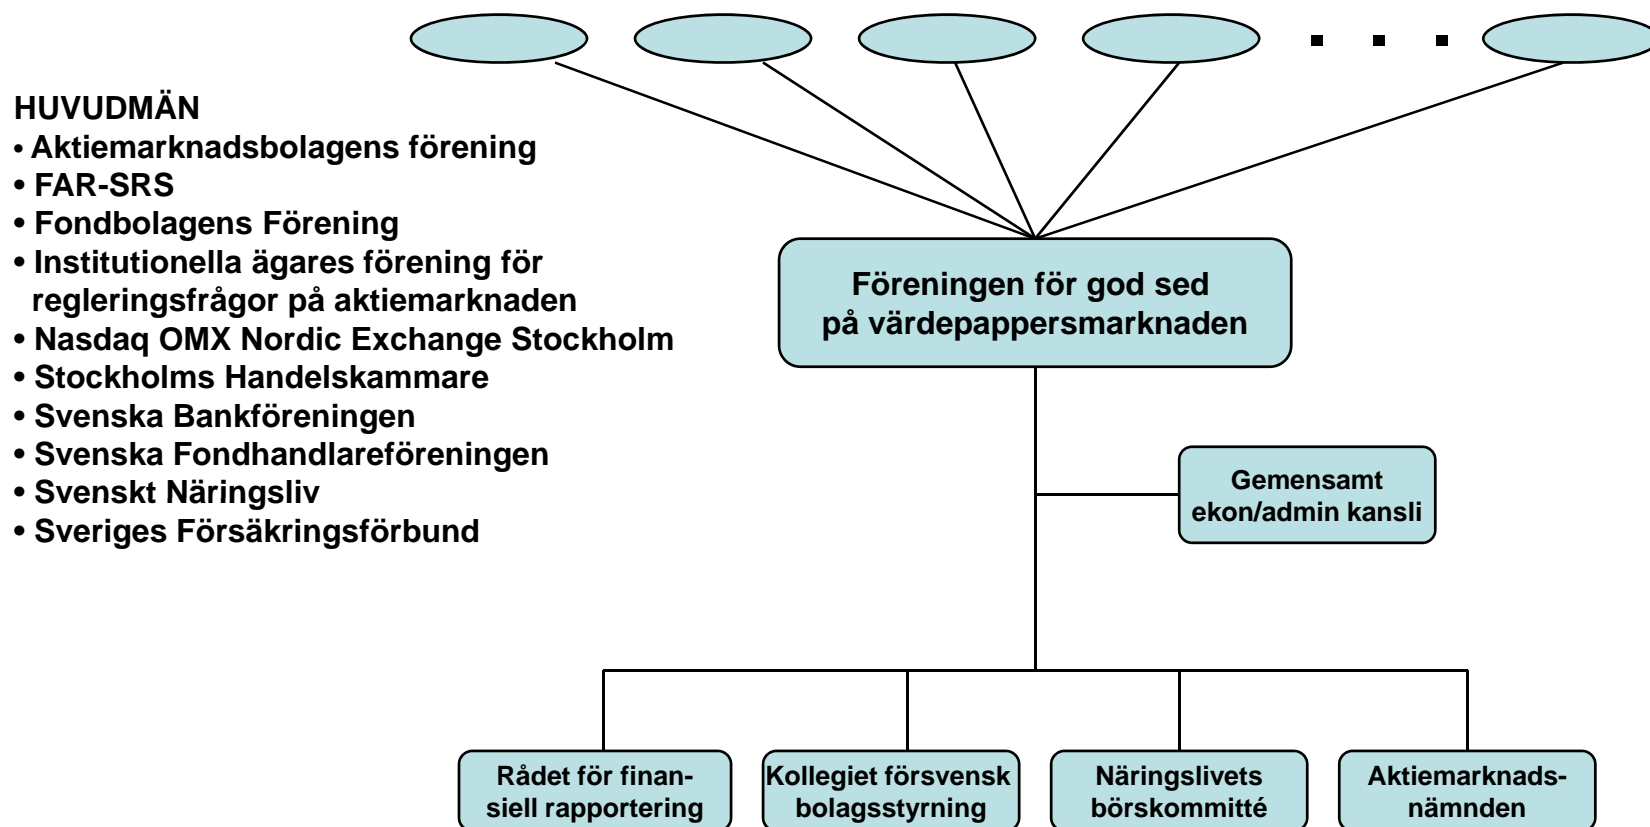 HUVUDMÄN
• Aktiemarknadsbolagens förening
• FAR-SRS
• Fondbolagens Förening
• Institutionella ägares förening för
regleringsfrågor på aktiemarknaden
• Nasdaq OMX Nordic Exchange Stockholm
• Stockholms Handelskammare
• Svenska Bankföreningen
• Svenska Fondhandlareföreningen
• Svenskt Näringsliv
• Sveriges Försäkringsförbund
Föreningen för god sed
på värdepappersmarknaden
Gemensamt
ekon/admin kansli
Rådet för finan-
siell rapportering
Kollegiet försvensk
bolagsstyrning
Näringslivets
börskommitté
Aktiemarknads-
nämnden